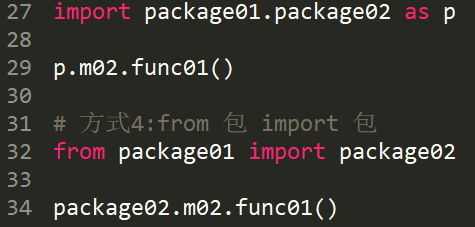 27 import package01.package02 as p
28
29 p.m02.func01()
30
31 # 方式4:from 包 import 包
32 from package01 import package02
33
34 package02.m02.func01()